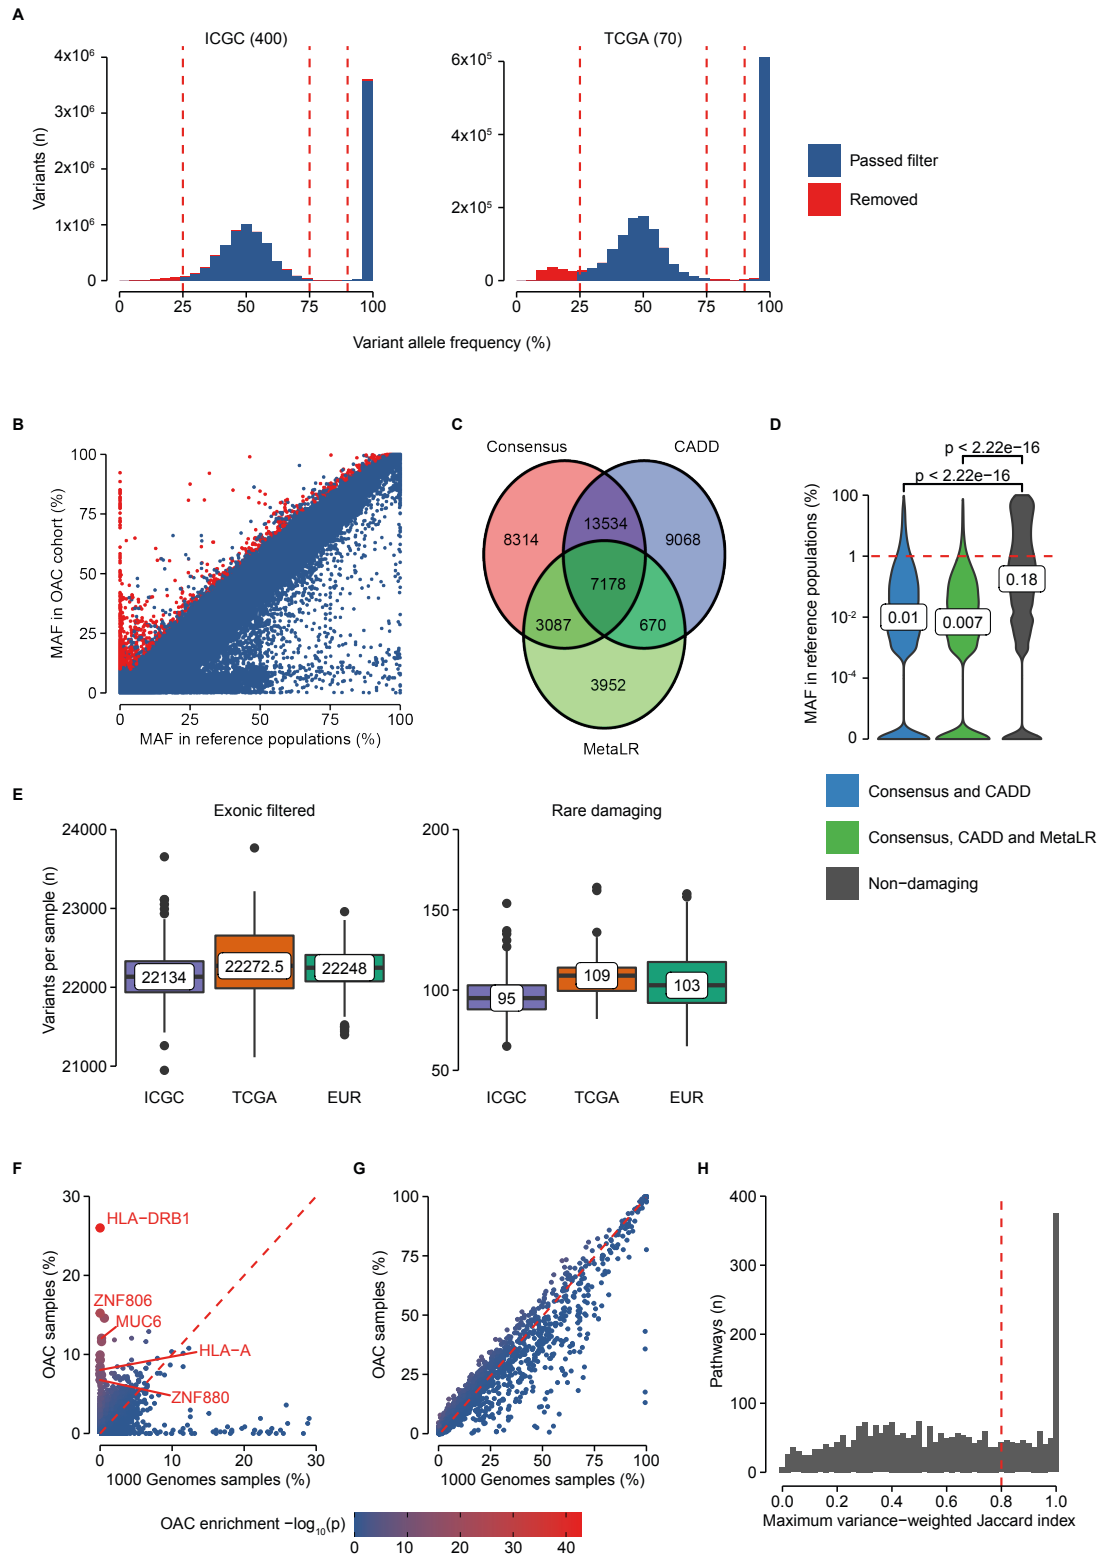 A
ICGC (400)
TCGA (70)
Variants (n)
4x10⁶
3x10⁶
2x10⁶
1x10⁶
0
0 25 50 75 100
6x10⁵
4x10⁵
2x10⁵
0
0 25 50 75 100
Variant allele frequency (%)
Passed filter
Removed
B
MAF in OAC cohort (%)
100
75
50
25
0
0 25 50 75 100
MAF in reference populations (%)
C
Consensus CADD
8314 13534 9068
7178
3087 670
3952
MetaLR
D
p < 2.22e−16
p < 2.22e−16
MAF in reference populations (%)
100
1
10⁻²
10⁻⁴
0
0.01 0.007 0.18
Consensus and CADD
Consensus, CADD and MetaLR
Non−damaging
E
Exonic filtered
Variants per sample (n)
24000
23000
22000
21000
22134 22272.5 22248
ICGC TCGA EUR
Rare damaging
200
150
100
50
95 109 103
ICGC TCGA EUR
F
OAC samples (%)
30
20
10
0
HLA−DRB1
ZNF806
MUC6
HLA−A
ZNF880
0 10 20 30
1000 Genomes samples (%)
G
OAC samples (%)
100
75
50
25
0
0 25 50 75 100
1000 Genomes samples (%)
OAC enrichment −log₁₀(p)
0 10 20 30 40
H
Pathways (n)
400
300
200
100
0
0.0 0.2 0.4 0.6 0.8 1.0
Maximum variance−weighted Jaccard index